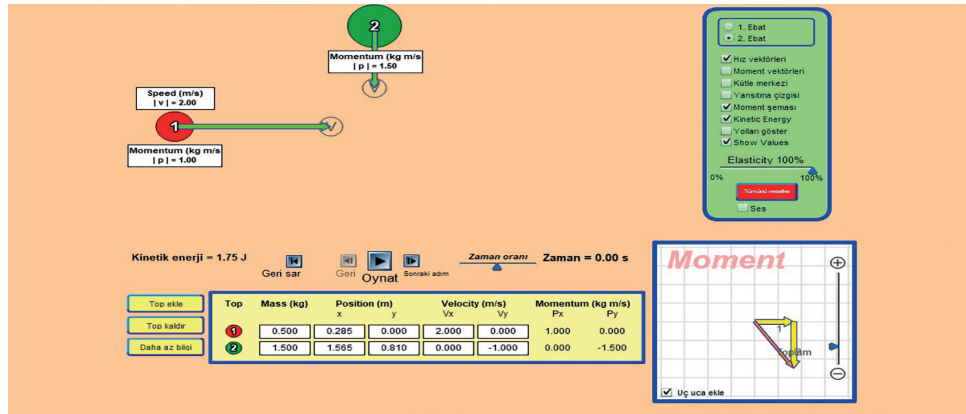 2
Momentum (kg m/s
| p | = 1.50
V
Speed (m/s)
| v | = 2.00
1
V
Momentum (kg m/s
| p | = 1.00
1. Ebat
2. Ebat
Hız vektörleri
Moment vektörleri
Kütle merkezi
Yansıtma çizgisi
Moment şeması
Kinetic Energy
Yolları göster
Show Values
Elasticity 100%
0% 100%
Tümünü resetle
Ses
Kinetik enerji = 1.75 J
Geri sar
Geri
Oynat
Sonraki adım
Zaman oranı
Zaman = 0.00 s
Top ekle
Top kaldır
Daha az bilgi
Top Mass (kg) Position (m) Velocity (m/s) Momentum (kg m/s)
x y Vx Vy Px Py
1 0.500 0.285 0.000 2.000 0.000 1.000 0.000
2 1.500 1.565 0.810 0.000 -1.000 0.000 -1.500
Moment
1
Uç uca ekle